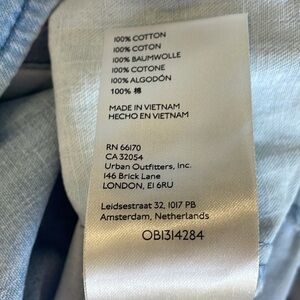 100% COTTON
100% COTON
100% BAUMWOLLE
100% COTONE
100% ALGODÓN
100% 棉
MADE IN VIETNAM
HECHO EN VIETNAM
RN 66170
CA 32054
Urban Outfitters, Inc.
146 Brick Lane
LONDON, E1 6RU
Leidsestraat 32, 1017 PB
Amsterdam, Netherlands
OB1314284